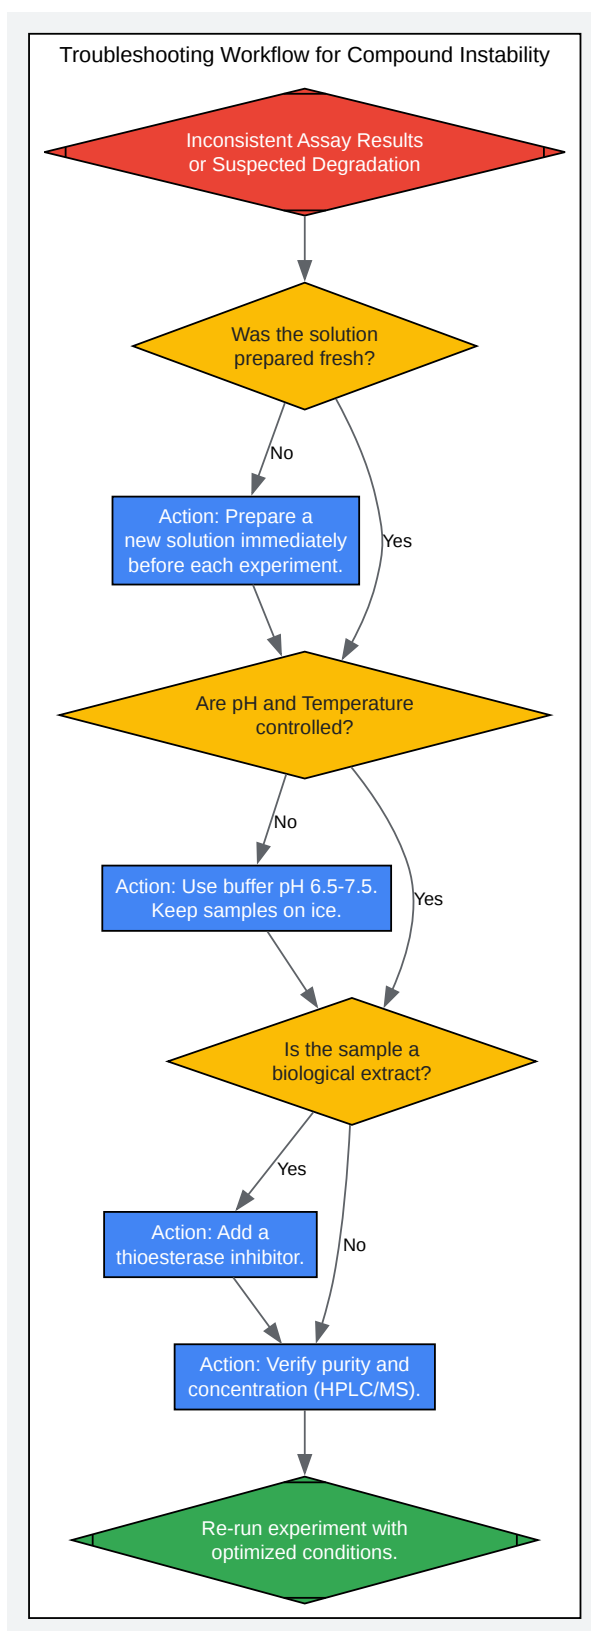 Troubleshooting Workflow for Compound Instability
Inconsistent Assay Results
or Suspected Degradation
Was the solution
prepared fresh?
No
Action: Prepare a
new solution immediately
before each experiment.
Yes
Are pH and Temperature
controlled?
No
Action: Use buffer pH 6.5-7.5.
Keep samples on ice.
Yes
Is the sample a
biological extract?
Yes
Action: Add a
thioesterase inhibitor.
No
Action: Verify purity and
concentration (HPLC/MS).
Re-run experiment with
optimized conditions.